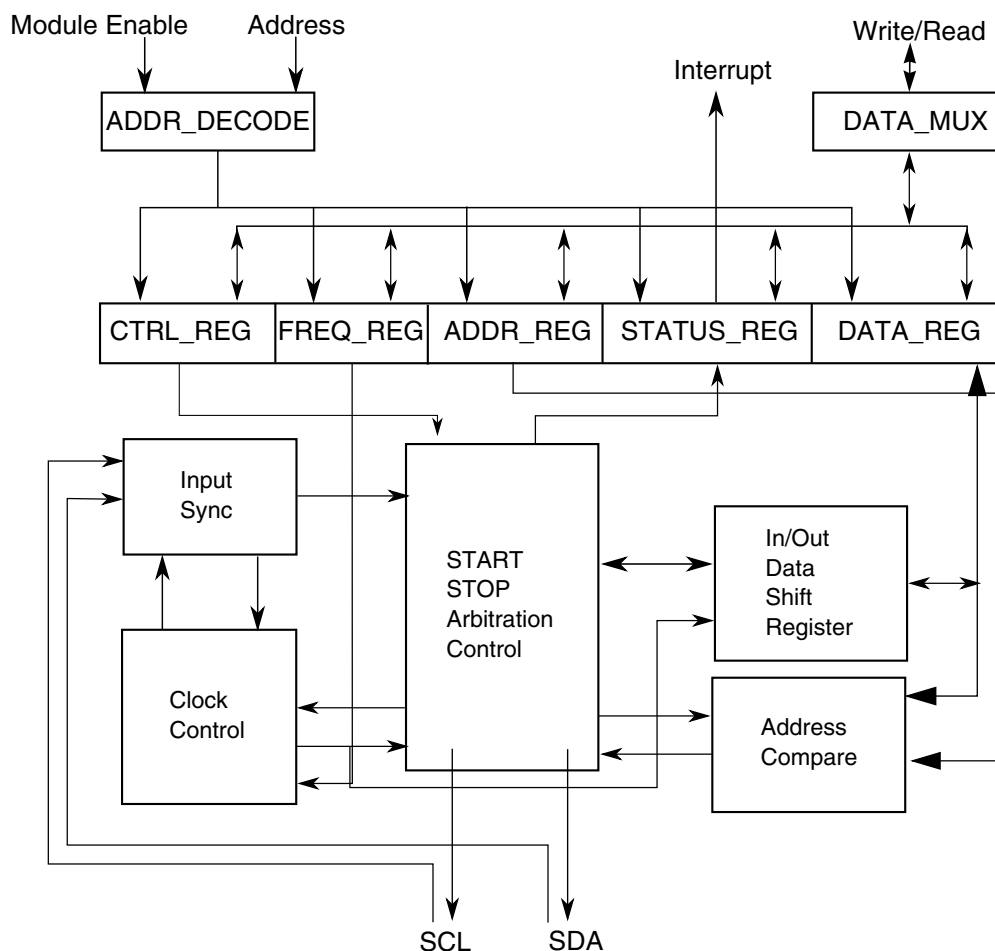 Module Enable
Address
Write/Read
Interrupt
ADDR_DECODE
DATA_MUX
CTRL_REG
FREQ_REG
ADDR_REG
STATUS_REG
DATA_REG
Input
Sync
START
STOP
Arbitration
Control
In/Out
Data
Shift
Register
Clock
Control
Address
Compare
SCL
SDA